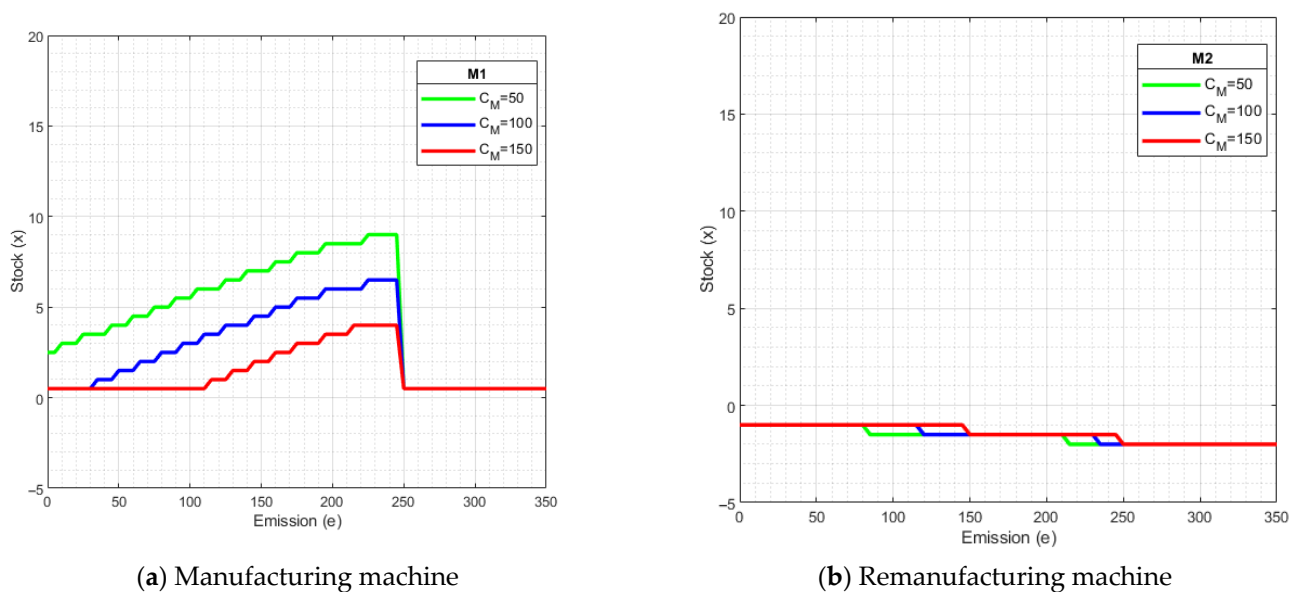 20
15
10
5
0
−5
0 50 100 150 200 250 300 350
Stock (x)
Emission (e)
M1
C_M=50
C_M=100
C_M=150
(a) Manufacturing machine
20
15
10
5
0
−5
0 50 100 150 200 250 300 350
Stock (x)
Emission (e)
M2
C_M=50
C_M=100
C_M=150
(b) Remanufacturing machine